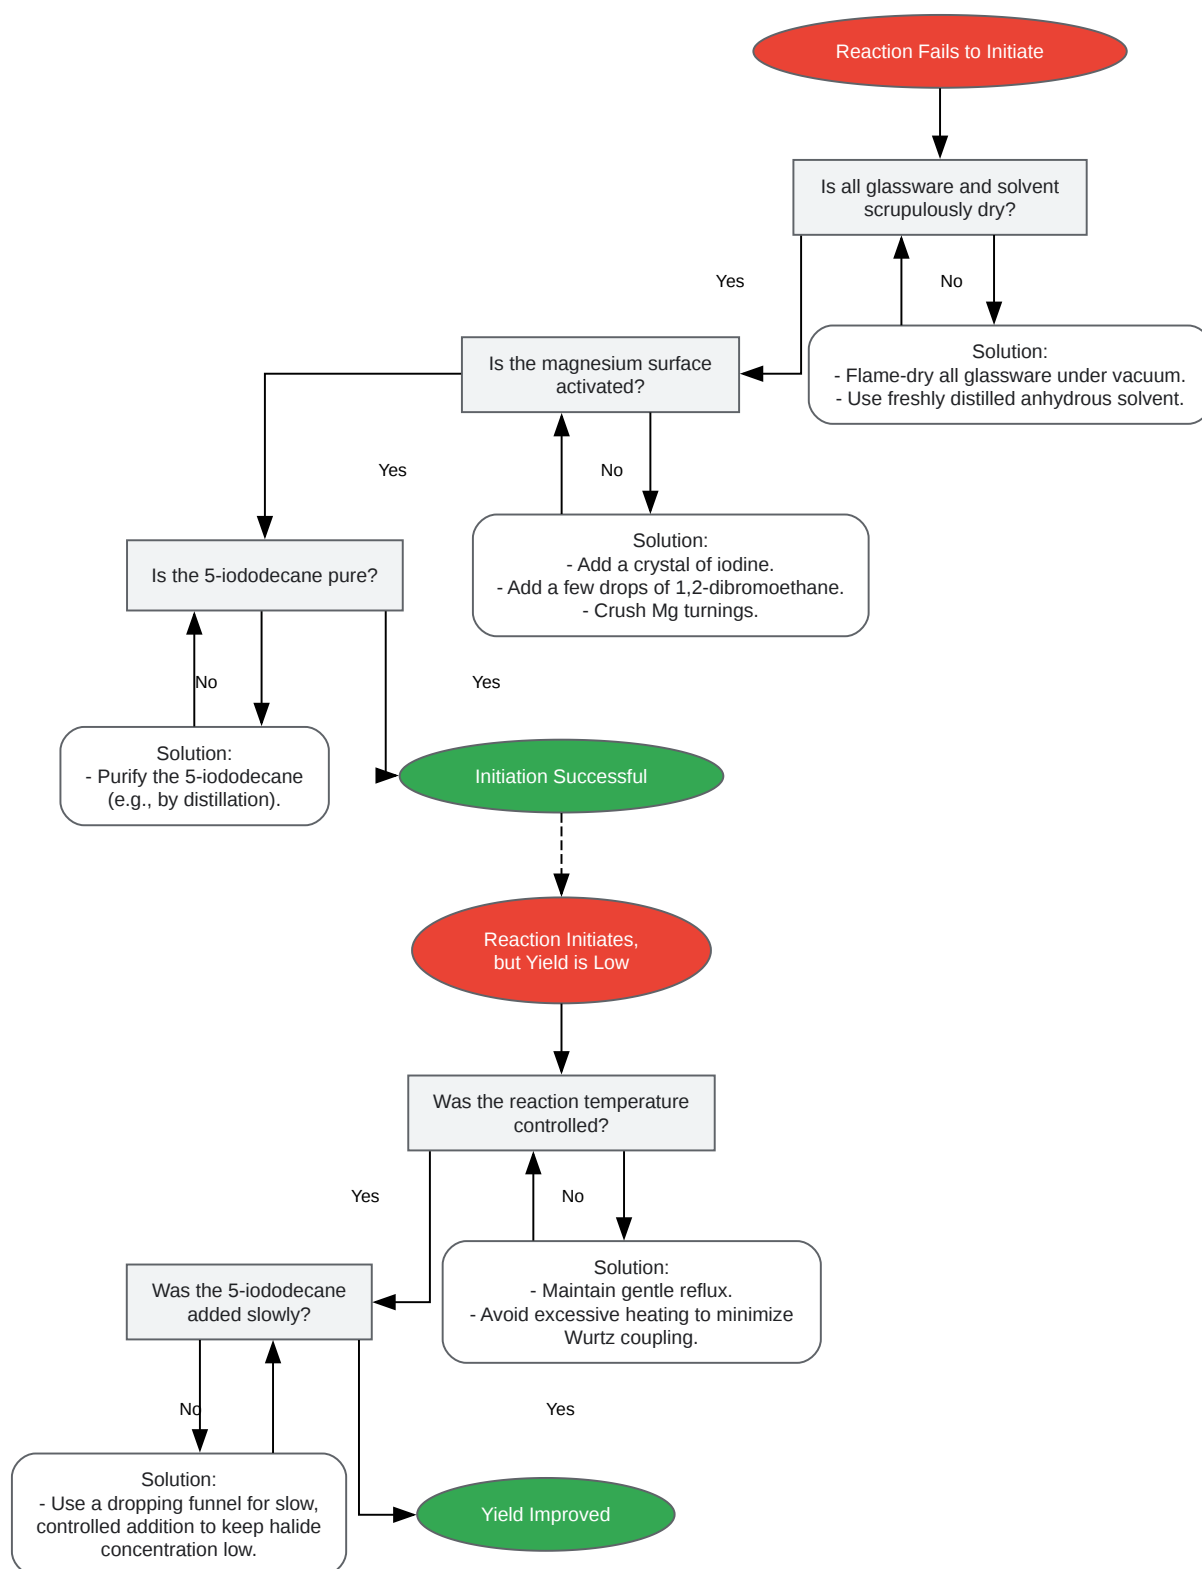 Reaction Fails to Initiate
Is all glassware and solvent
scrupulously dry?
Yes
No
Solution:
- Flame-dry all glassware under vacuum.
- Use freshly distilled anhydrous solvent.
Is the magnesium surface
activated?
Yes
No
Solution:
- Add a crystal of iodine.
- Add a few drops of 1,2-dibromoethane.
- Crush Mg turnings.
Is the 5-iododecane pure?
No
Yes
Solution:
- Purify the 5-iododecane
(e.g., by distillation).
Initiation Successful
Reaction Initiates,
but Yield is Low
Was the reaction temperature
controlled?
Yes
No
Solution:
- Maintain gentle reflux.
- Avoid excessive heating to minimize
Wurtz coupling.
Was the 5-iododecane
added slowly?
No
Yes
Solution:
- Use a dropping funnel for slow,
controlled addition to keep halide
concentration low.
Yield Improved